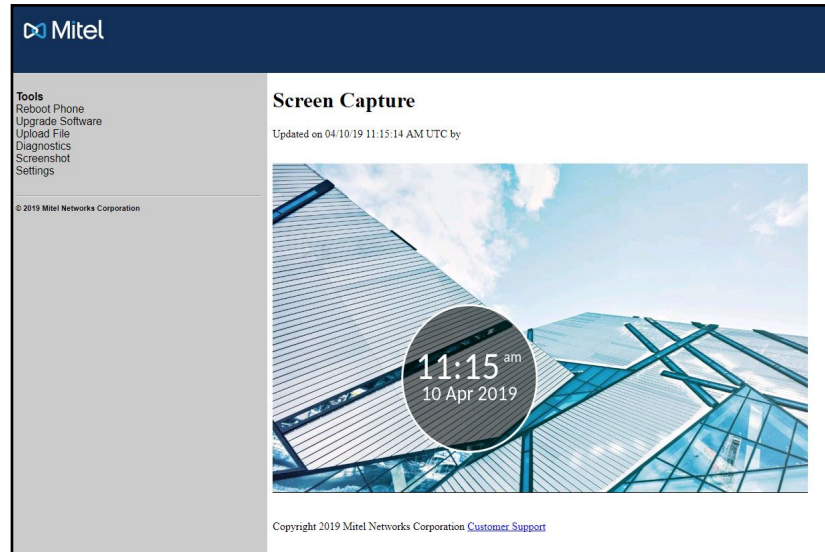 Mitel
Tools
Reboot Phone
Upgrade Software
Upload File
Diagnostics
Screenshot
Settings
© 2019 Mitel Networks Corporation
Screen Capture
Updated on 04/10/19 11:15:14 AM UTC by
11:15 am
10 Apr 2019
Copyright 2019 Mitel Networks Corporation Customer Support